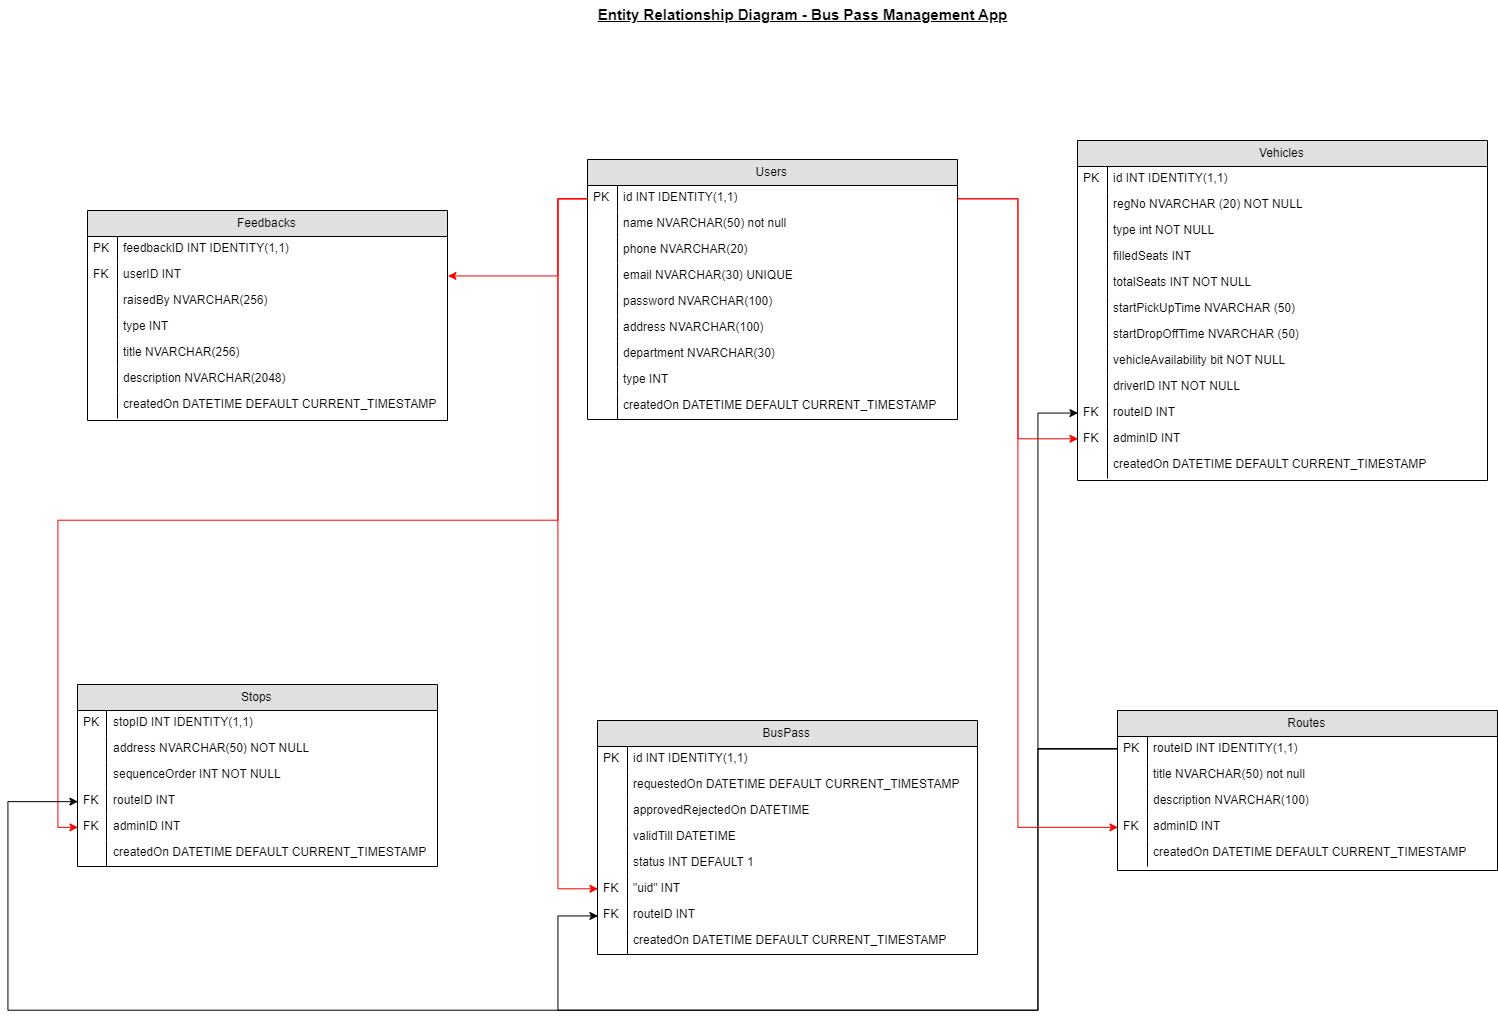 Entity Relationship Diagram - Bus Pass Management App
Feedbacks
PK feedbackID INT IDENTITY(1,1)
FK userID INT
raisedBy NVARCHAR(256)
type INT
title NVARCHAR(256)
description NVARCHAR(2048)
createdOn DATETIME DEFAULT CURRENT_TIMESTAMP
Users
PK id INT IDENTITY(1,1)
name NVARCHAR(50) not null
phone NVARCHAR(20)
email NVARCHAR(30) UNIQUE
password NVARCHAR(100)
address NVARCHAR(100)
department NVARCHAR(30)
type INT
createdOn DATETIME DEFAULT CURRENT_TIMESTAMP
Vehicles
PK id INT IDENTITY(1,1)
regNo NVARCHAR (20) NOT NULL
type int NOT NULL
filledSeats INT
totalSeats INT NOT NULL
startPickUpTime NVARCHAR (50)
startDropOffTime NVARCHAR (50)
vehicleAvailability bit NOT NULL
driverID INT NOT NULL
FK routeID INT
FK adminID INT
createdOn DATETIME DEFAULT CURRENT_TIMESTAMP
Stops
PK stopID INT IDENTITY(1,1)
address NVARCHAR(50) NOT NULL
sequenceOrder INT NOT NULL
FK routeID INT
FK adminID INT
createdOn DATETIME DEFAULT CURRENT_TIMESTAMP
BusPass
PK id INT IDENTITY(1,1)
requestedOn DATETIME DEFAULT CURRENT_TIMESTAMP
approvedRejectedOn DATETIME
validTill DATETIME
status INT DEFAULT 1
FK "uid" INT
FK routeID INT
createdOn DATETIME DEFAULT CURRENT_TIMESTAMP
Routes
PK routeID INT IDENTITY(1,1)
title NVARCHAR(50) not null
description NVARCHAR(100)
FK adminID INT
createdOn DATETIME DEFAULT CURRENT_TIMESTAMP